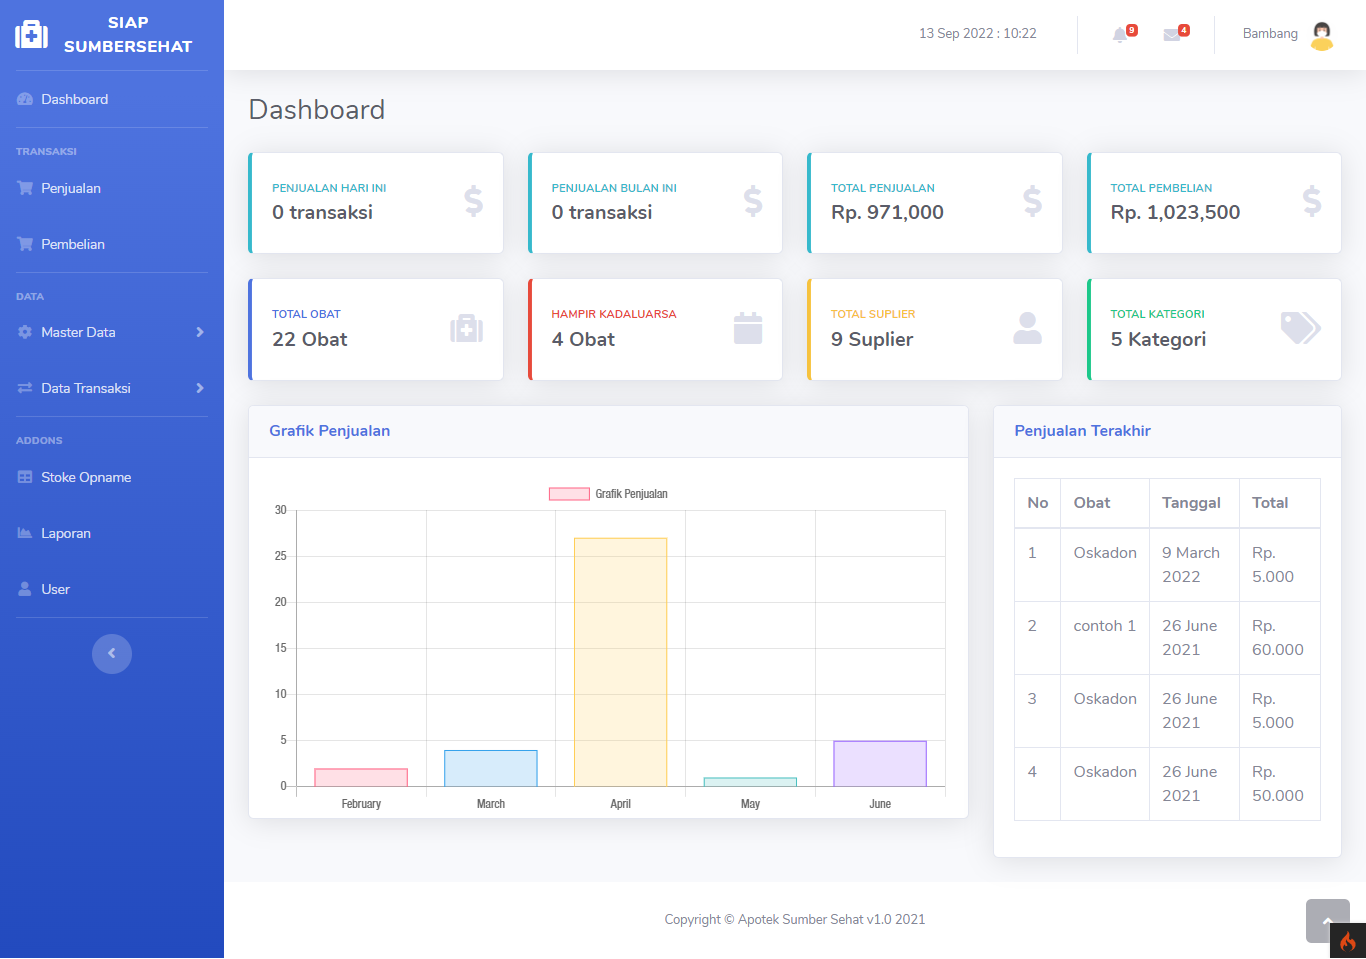 SIAP
SUMBERSEHAT
Dashboard
TRANSAKSI
Penjualan
Pembelian
DATA
Master Data
Data Transaksi
ADDONS
Stoke Opname
Laporan
User
13 Sep 2022 : 10:22
9
4
Bambang
Dashboard
PENJUALAN HARI INI
0 transaksi
PENJUALAN BULAN INI
0 transaksi
TOTAL PENJUALAN
Rp. 971,000
TOTAL PEMBELIAN
Rp. 1,023,500
TOTAL OBAT
22 Obat
HAMPIR KADALUARSA
4 Obat
TOTAL SUPLIER
9 Suplier
TOTAL KATEGORI
5 Kategori
Grafik Penjualan
Grafik Penjualan
30
25
20
15
10
5
0
February March April May June
Penjualan Terakhir
No Obat Tanggal Total
1 Oskadon 9 March Rp.
2022 5.000
2 contoh 1 26 June Rp.
2021 60.000
3 Oskadon 26 June Rp.
2021 5.000
4 Oskadon 26 June Rp.
2021 50.000
Copyright © Apotek Sumber Sehat v1.0 2021